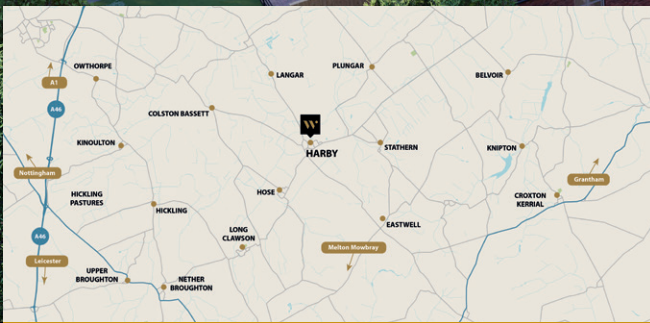 OWTHORPE
PLUNGAR
LANGAR
BELVOIR
A1
A46
COLSTON BASSETT
W
HARBY
KINOULTON
STATHERN
KNIPTON
Nottingham
Grantham
HICKLING
PASTURES
HOSE
CROXTON
KERRIAL
HICKLING
EASTWELL
LONG
CLAWSON
A46
Melton Mowbray
Leicester
UPPER
BROUGHTON
NETHER
BROUGHTON